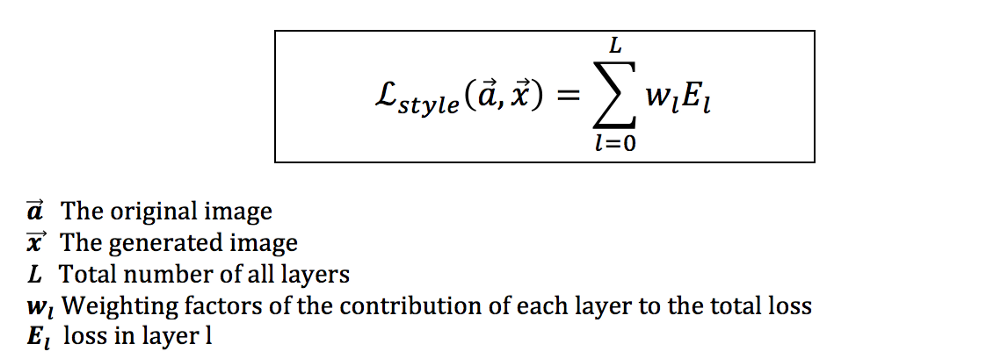 ℒ_style(a⃗, x⃗) = ∑_{l=0}^{L} w_l E_l
a⃗ The original image
x⃗ The generated image
L Total number of all layers
w_l Weighting factors of the contribution of each layer to the total loss
E_l loss in layer l